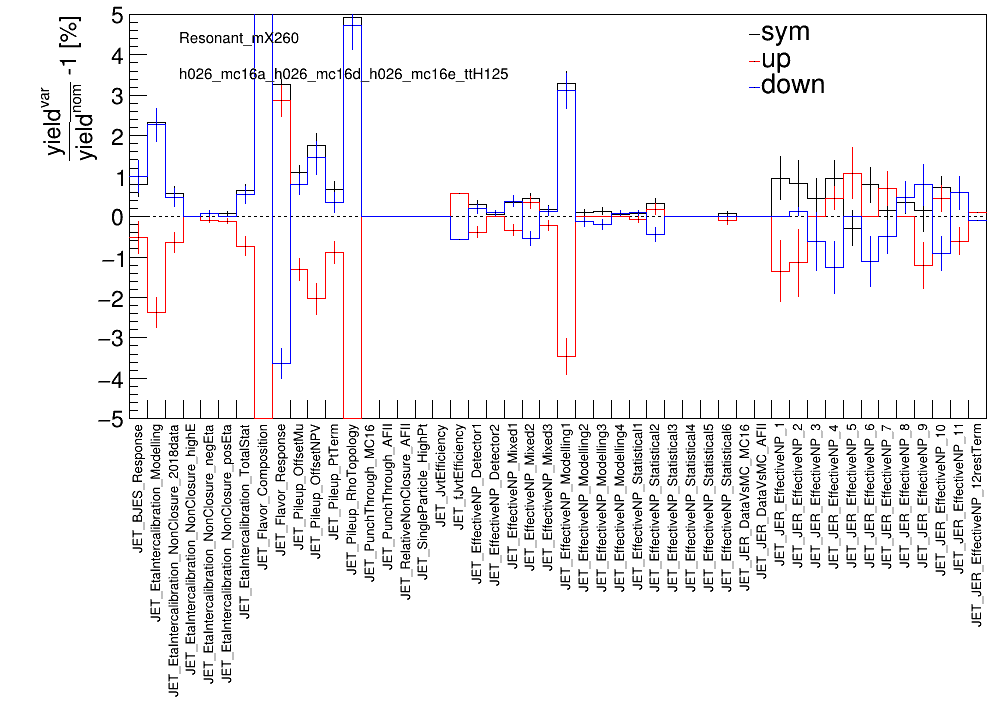 yield^var / yield^nom -1 [%]
5
4
3
2
1
0
−1
−2
−3
−4
−5
Resonant_mX260
h026_mc16a_h026_mc16d_h026_mc16e_ttH125
sym
up
down
JET_BJES_Response
JET_EtaIntercalibration_Modelling
JET_EtaIntercalibration_NonClosure_2018data
JET_EtaIntercalibration_NonClosure_highE
JET_EtaIntercalibration_NonClosure_negEta
JET_EtaIntercalibration_NonClosure_posEta
JET_EtaIntercalibration_TotalStat
JET_Flavor_Composition
JET_Flavor_Response
JET_Pileup_OffsetMu
JET_Pileup_OffsetNPV
JET_Pileup_PtTerm
JET_Pileup_RhoTopology
JET_PunchThrough_MC16
JET_PunchThrough_AFII
JET_RelativeNonClosure_AFII
JET_SingleParticle_HighPt
JET_JvtEfficiency
JET_fJvtEfficiency
JET_EffectiveNP_Detector1
JET_EffectiveNP_Detector2
JET_EffectiveNP_Mixed1
JET_EffectiveNP_Mixed2
JET_EffectiveNP_Mixed3
JET_EffectiveNP_Modelling1
JET_EffectiveNP_Modelling2
JET_EffectiveNP_Modelling3
JET_EffectiveNP_Modelling4
JET_EffectiveNP_Statistical1
JET_EffectiveNP_Statistical2
JET_EffectiveNP_Statistical3
JET_EffectiveNP_Statistical4
JET_EffectiveNP_Statistical5
JET_EffectiveNP_Statistical6
JET_JER_DataVsMC_MC16
JET_JER_DataVsMC_AFII
JET_JER_EffectiveNP_1
JET_JER_EffectiveNP_2
JET_JER_EffectiveNP_3
JET_JER_EffectiveNP_4
JET_JER_EffectiveNP_5
JET_JER_EffectiveNP_6
JET_JER_EffectiveNP_7
JET_JER_EffectiveNP_8
JET_JER_EffectiveNP_9
JET_JER_EffectiveNP_10
JET_JER_EffectiveNP_11
JET_JER_EffectiveNP_12restTerm